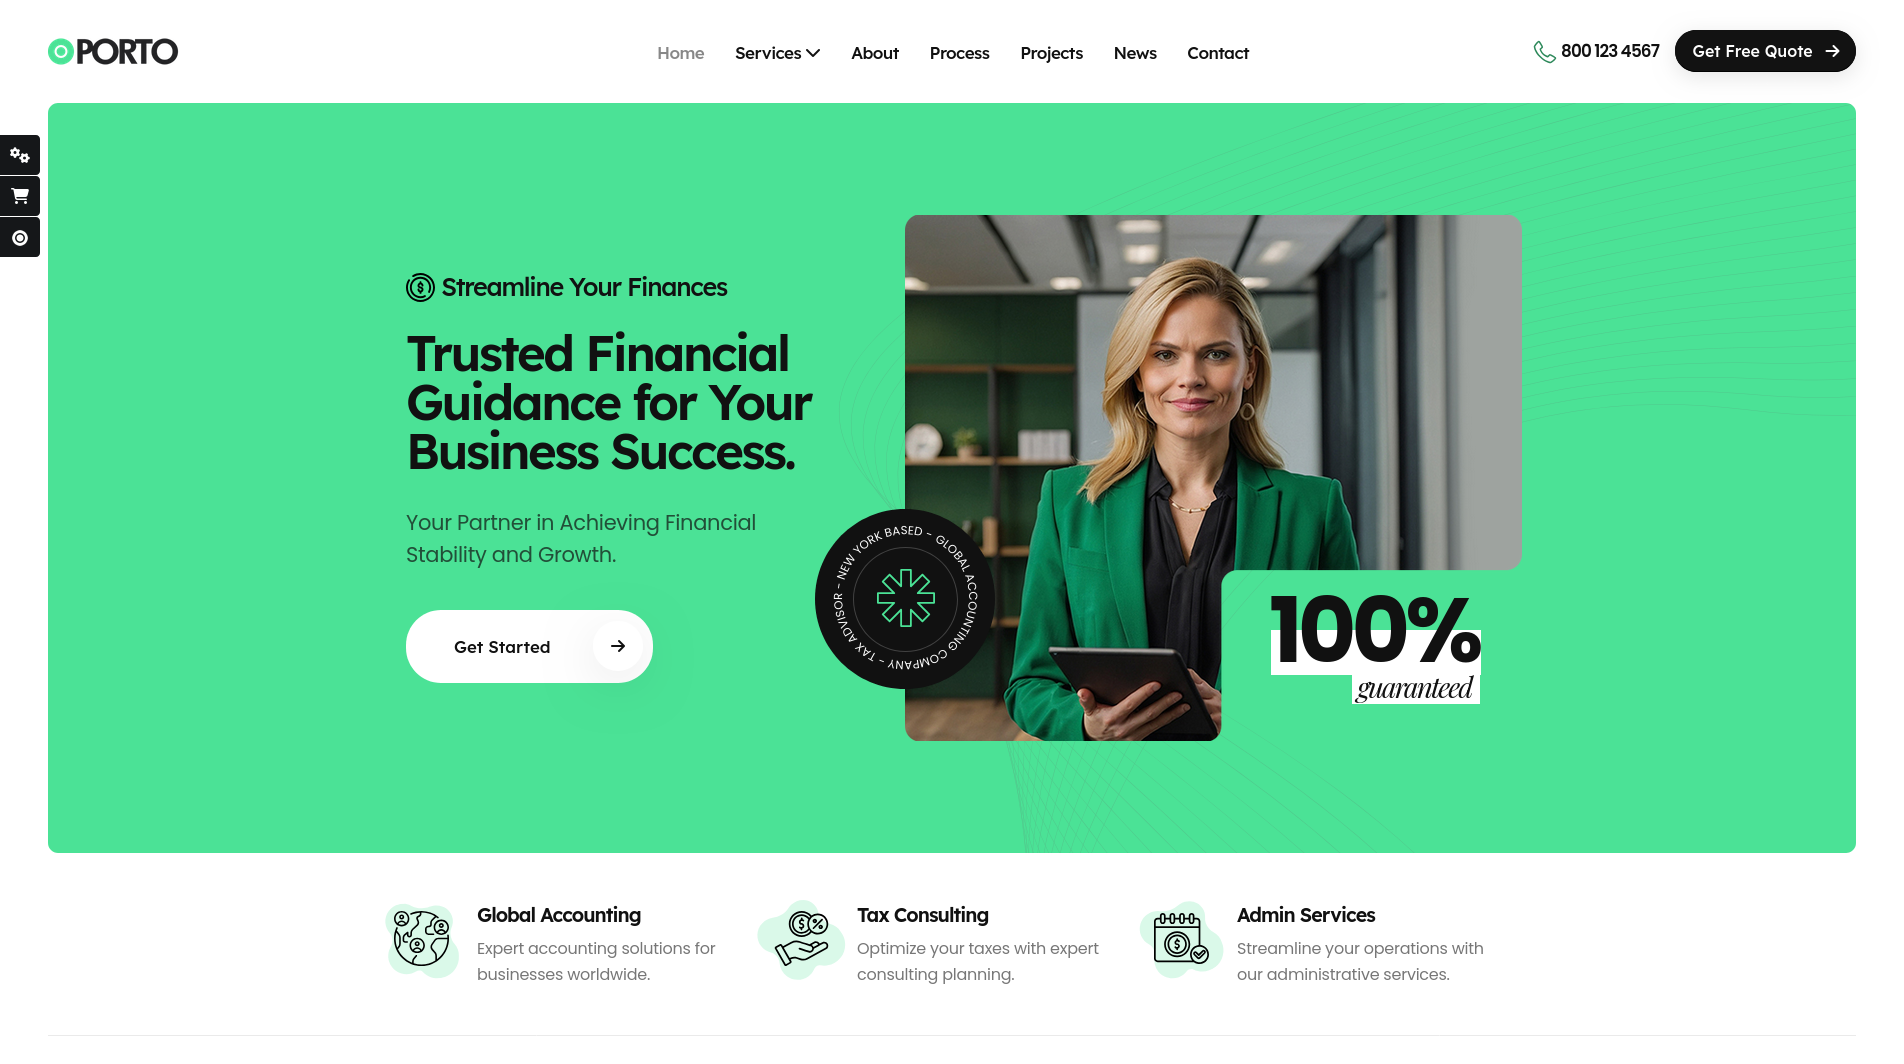 PORTO
Home
Services
About
Process
Projects
News
Contact
800 123 4567
Get Free Quote
Streamline Your Finances
Trusted Financial
Guidance for Your
Business Success.
Your Partner in Achieving Financial
Stability and Growth.
Get Started
NEW YORK BASED - GLOBAL ACCOUNTING COMPANY - TAX ADVISOR -
100%
guaranteed
Global Accounting
Expert accounting solutions for
businesses worldwide.
Tax Consulting
Optimize your taxes with expert
consulting planning.
Admin Services
Streamline your operations with
our administrative services.